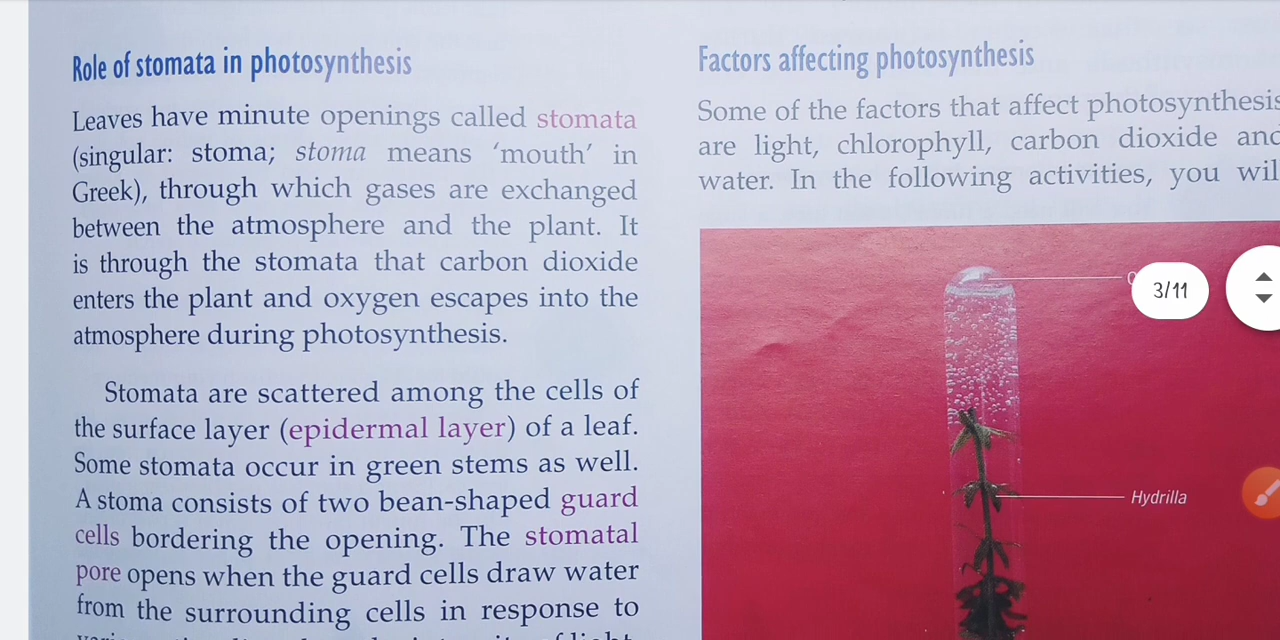 Role of stomata in photosynthesis
Leaves have minute openings called stomata
(singular: stoma; stoma means ‘mouth’ in
Greek), through which gases are exchanged
between the atmosphere and the plant. It
is through the stomata that carbon dioxide
enters the plant and oxygen escapes into the
atmosphere during photosynthesis.
Stomata are scattered among the cells of
the surface layer (epidermal layer) of a leaf.
Some stomata occur in green stems as well.
A stoma consists of two bean-shaped guard
cells bordering the opening. The stomatal
pore opens when the guard cells draw water
from the surrounding cells in response to
Factors affecting photosynthesis
Some of the factors that affect photosynthesis
are light, chlorophyll, carbon dioxide and
water. In the following activities, you wil
3/11
Hydrilla